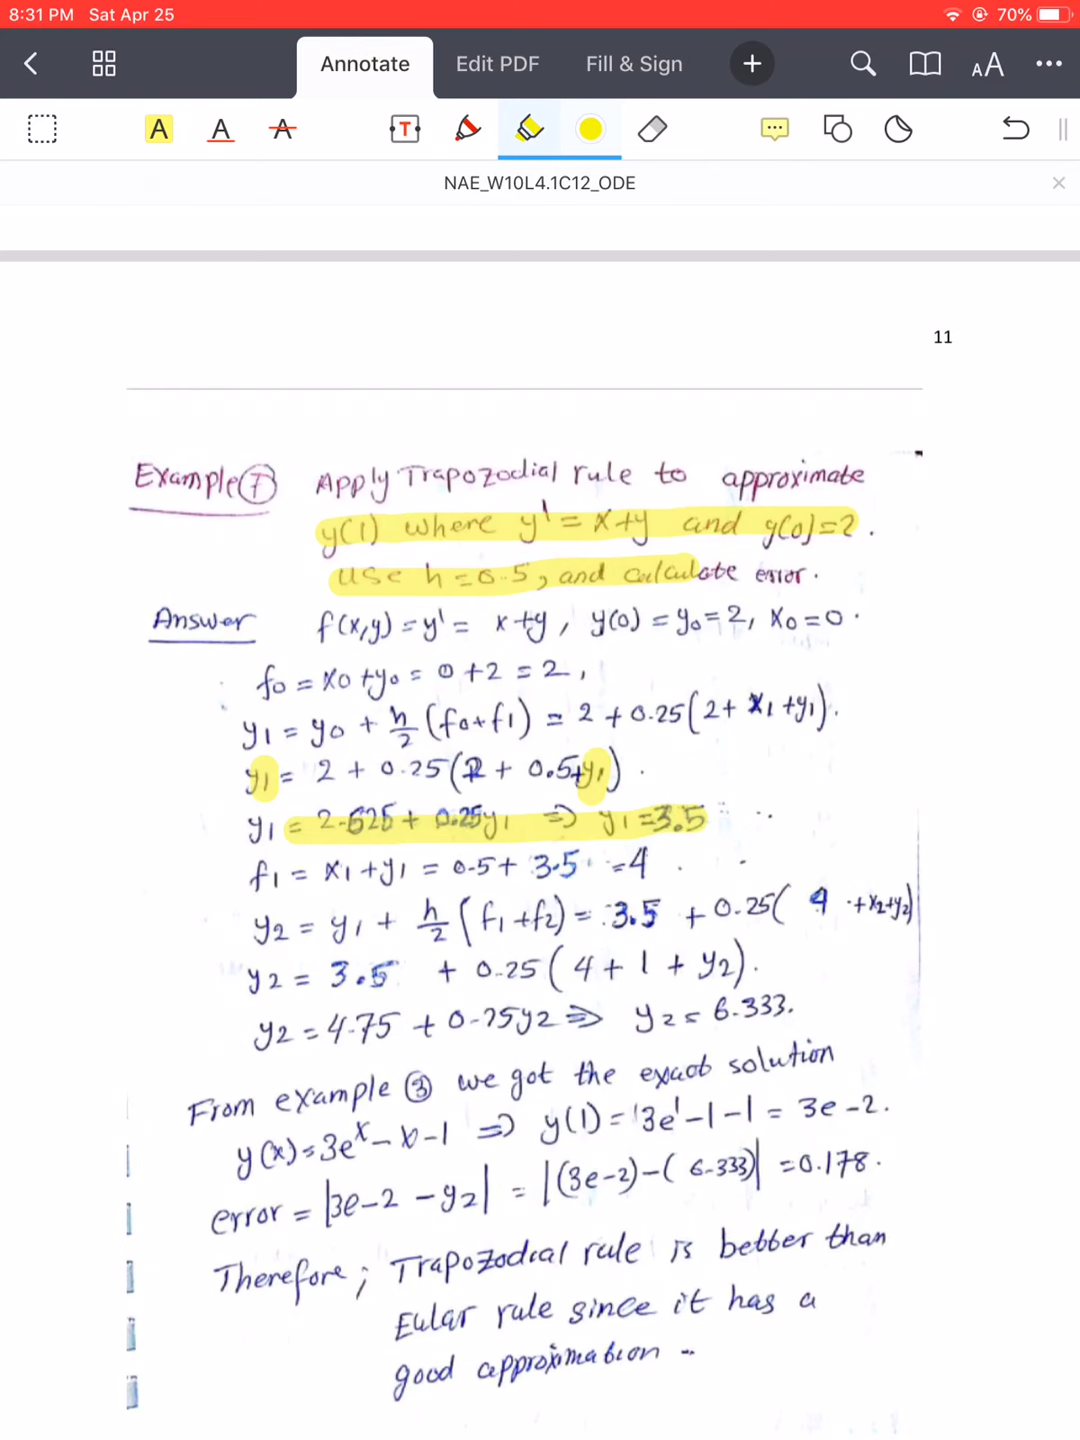 8:31 PM Sat Apr 25 70%
Annotate Edit PDF Fill & Sign
NAE_W10L4.1C12_ODE
11
Example 7 Apply Trapozodial rule to approximate
y(1) where y' = x+y and y(0)=2.
use h=0.5, and calculate error.
Answer f(x,y) = y' = x+y, y(0) = y0 = 2, x0 = 0.
f0 = x0 + y0 = 0 + 2 = 2,
y1 = y0 + h/2 (f0+f1) = 2 + 0.25(2 + x1 + y1).
y1 = 2 + 0.25(2 + 0.5 + y1).
y1 = 2.625 + 0.25y1 ⇒ y1 = 3.5
f1 = x1 + y1 = 0.5 + 3.5 = 4.
y2 = y1 + h/2 (f1 + f2) = 3.5 + 0.25(4 + x2 + y2)
y2 = 3.5 + 0.25(4 + 1 + y2).
y2 = 4.75 + 0.25y2 ⇒ y2 = 6.333.
From example 3 we got the exact solution
y(x) = 3e^x - x - 1 ⇒ y(1) = 3e^1 - 1 - 1 = 3e - 2.
error = |3e-2 - y2| = |(3e-2) - (6.333)| = 0.178.
Therefore; Trapozodial rule is better than
Eular rule since it has a
good approximation